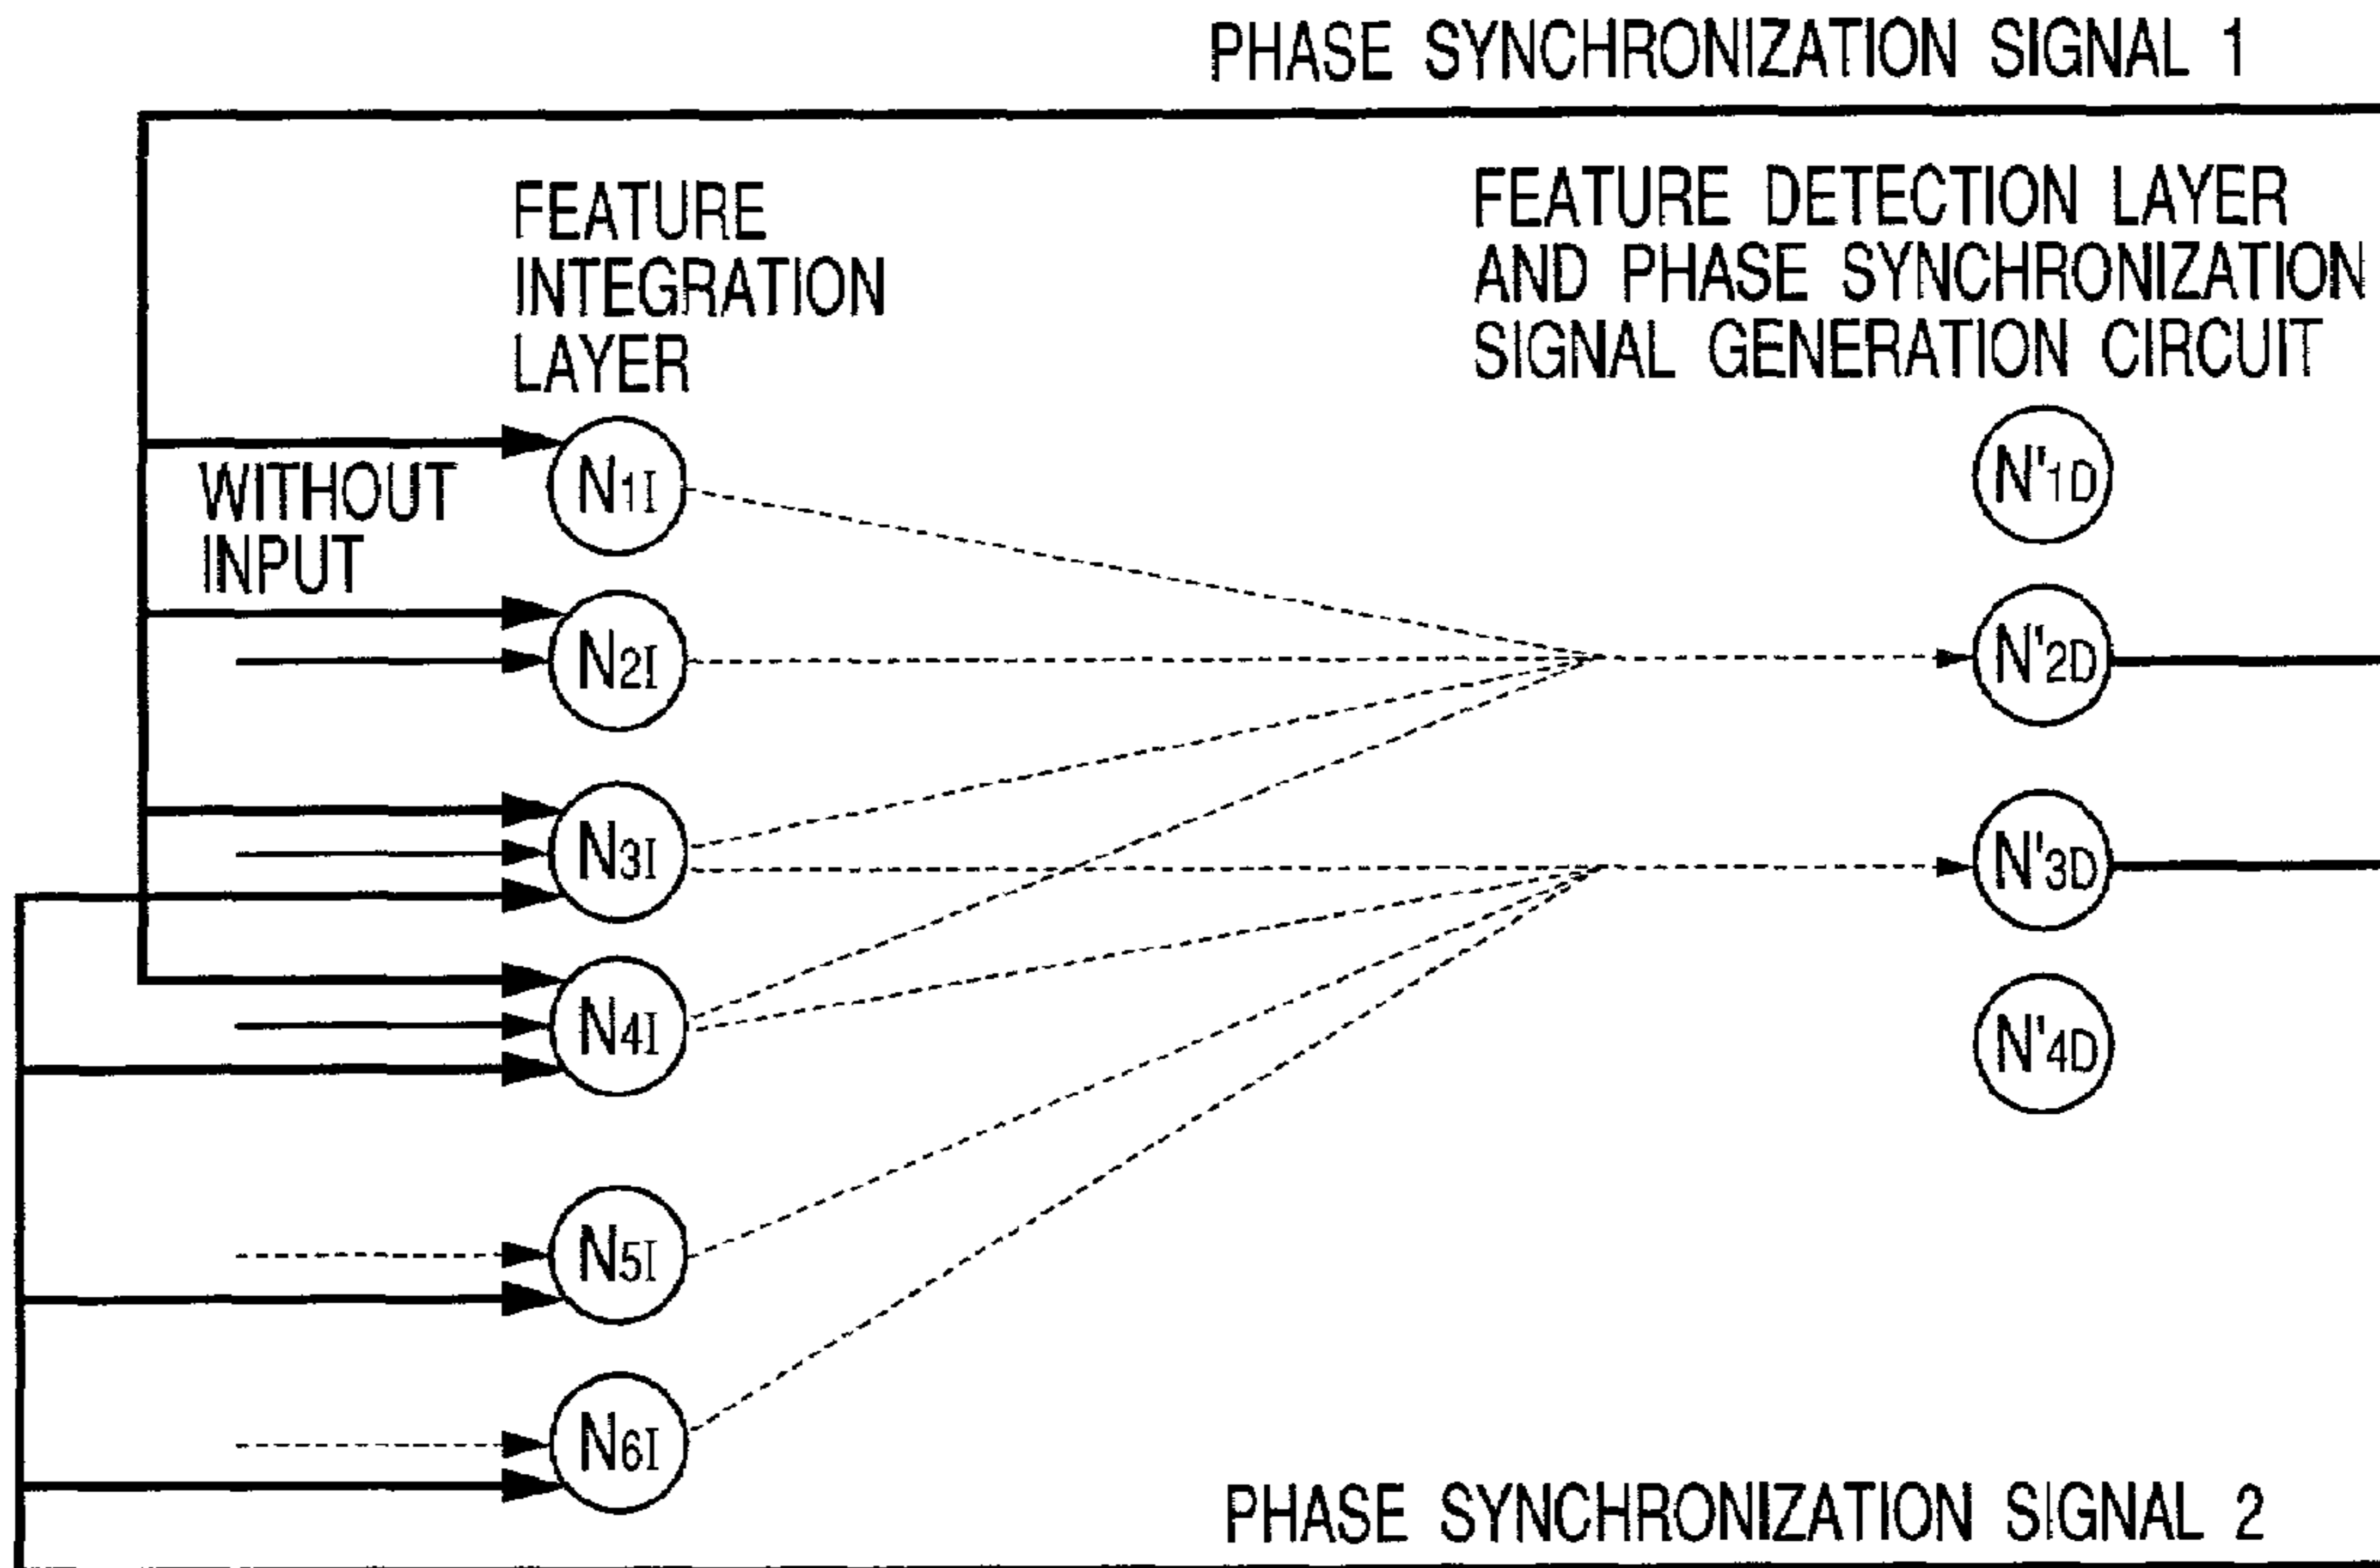 PHASE SYNCHRONIZATION SIGNAL 1
FEATURE
INTEGRATION
LAYER
FEATURE DETECTION LAYER
AND PHASE SYNCHRONIZATION
SIGNAL GENERATION CIRCUIT
WITHOUT
INPUT
N1I
N'1D
N2I
N'2D
N3I
N'3D
N4I
N'4D
N5I
N6I
PHASE SYNCHRONIZATION SIGNAL 2